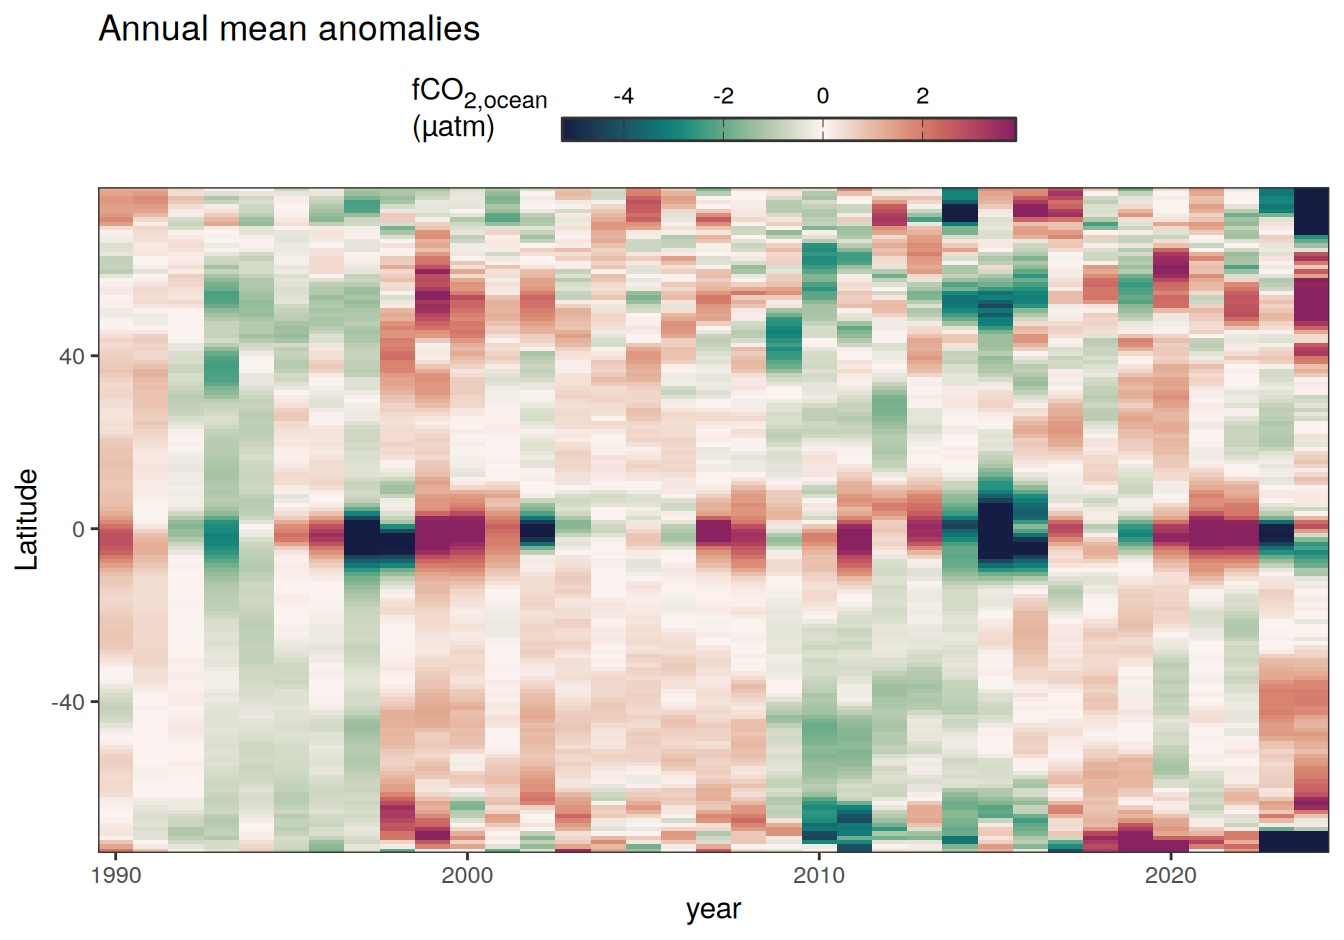 Annual mean anomalies
fCO2,ocean
(µatm)
-4 -2 0 2
Latitude
40
0
-40
1990 2000 2010 2020
year